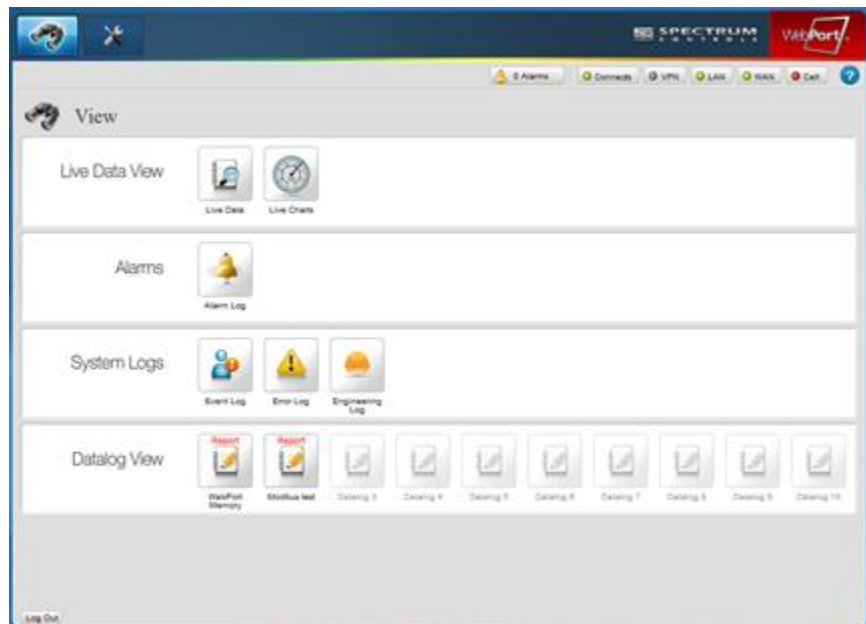 SPECTRUM
CONTROLS
WebPort
0 Alarms
Connects
VPN
LAN
WAN
Cell
?
View
Live Data View
Live Data
Live Charts
Alarms
Alarm Log
System Logs
Event Log
Error Log
Engineering
Log
Datalog View
Report
Report
WebPort
Memory
Modbus test
Datalog 3
Datalog 4
Datalog 5
Datalog 6
Datalog 7
Datalog 8
Datalog 9
Datalog 10
Log Out